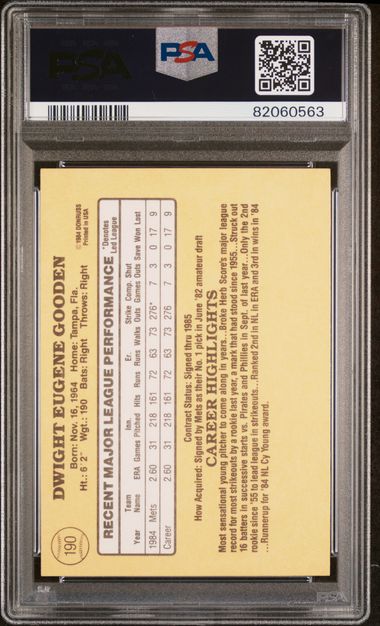 PSA
PSA
82060563
190
DWIGHT EUGENE GOODEN
©1984 DONRUSS
Printed in USA
Born: Nov. 16, 1964 Home: Tampa, Fla.
Ht.: 6' 2" Wgt.: 190 Bats: Right Throws: Right
RECENT MAJOR LEAGUE PERFORMANCE
*Denotes
Led League
Year Team Name ERA Games Inn. Pitched Hits Er. Runs Runs Walks Strike Outs Comp. Games Shut Outs Save Won Lost
1984 Mets 2.60 31 218 161 72 63 73 276* 7 3 0 17 9
Career 2.60 31 218 161 72 63 73 276 7 3 0 17 9
Contract Status: Signed thru 1985
How Acquired: Signed by Mets as their No. 1 pick in June '82 amateur draft
CAREER HIGHLIGHTS
Most sensational young pitcher to come along in years...Broke Herb Score's major league
record for most strikeouts by a rookie last year, a mark that had stood since 1955...Struck out
16 batters in successive starts vs. Pirates and Phillies in Sept. of last year...Only the 2nd
rookie since '55 to lead league in strikeouts...Ranked 2nd in NL in ERA and 3rd in wins in '84
...Runnerup for '84 NL Cy Young award.